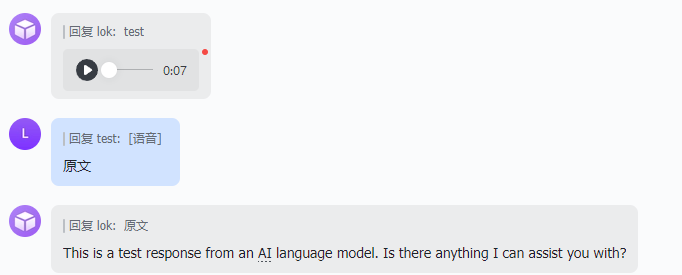 回复 lok: test
0:07
L
回复 test: [语音]
原文
回复 lok: 原文
This is a test response from an AI language model. Is there anything I can assist you with?